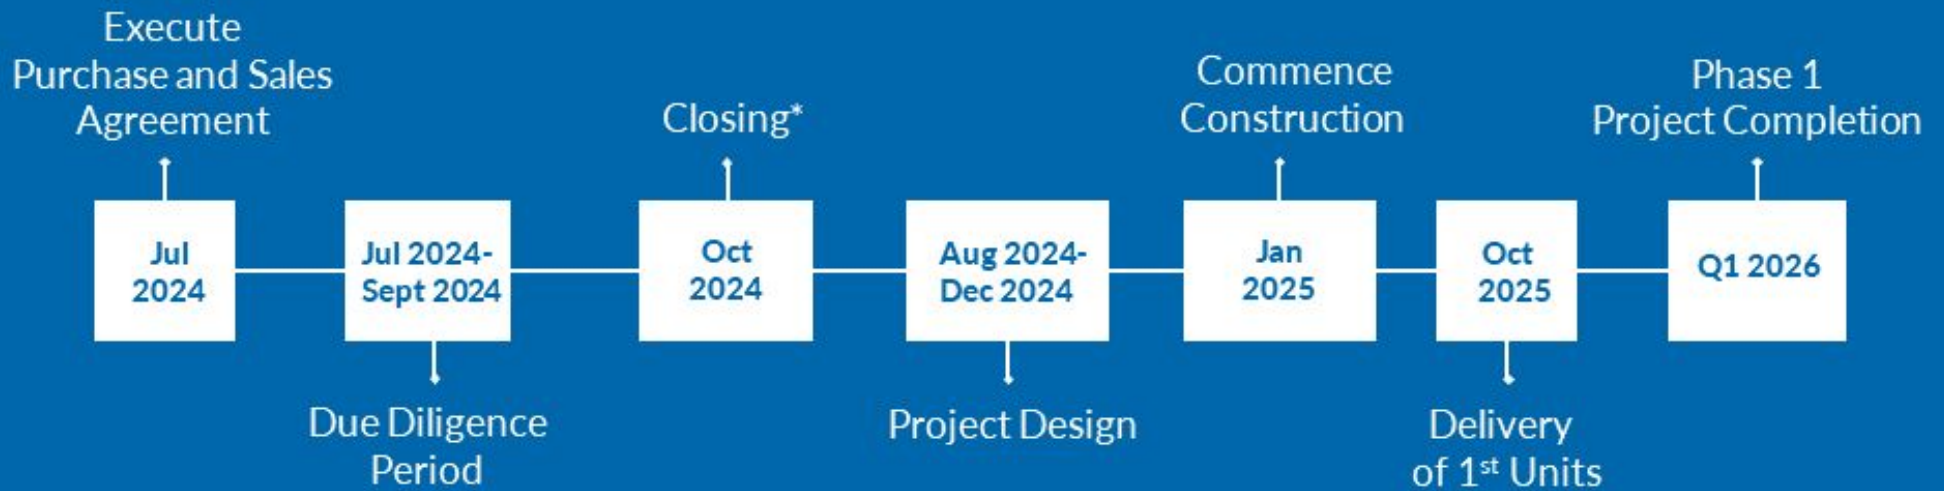 Execute
Purchase and Sales
Agreement
Jul
2024
Jul 2024-
Sept 2024
Due Diligence
Period
Closing*
Oct
2024
Aug 2024-
Dec 2024
Project Design
Commence
Construction
Jan
2025
Oct
2025
Delivery
of 1st Units
Phase 1
Project Completion
Q1 2026